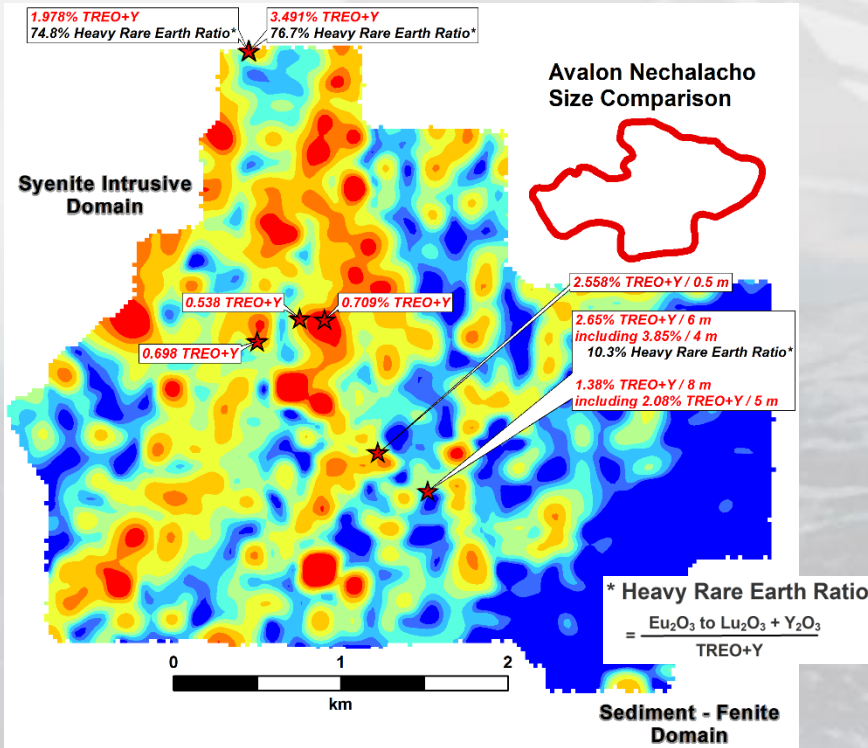 1.978% TREO+Y
74.8% Heavy Rare Earth Ratio*
3.491% TREO+Y
76.7% Heavy Rare Earth Ratio*
Avalon Nechalacho
Size Comparison
Syenite Intrusive
Domain
2.558% TREO+Y / 0.5 m
0.538 TREO+Y
0.709% TREO+Y
2.65% TREO+Y / 6 m
including 3.85% / 4 m
10.3% Heavy Rare Earth Ratio*
0.698 TREO+Y
1.38% TREO+Y / 8 m
including 2.08% TREO+Y / 5 m
* Heavy Rare Earth Ratio
= Eu₂O₃ to Lu₂O₃ + Y₂O₃
TREO+Y
0 1 2
km
Sediment - Fenite
Domain